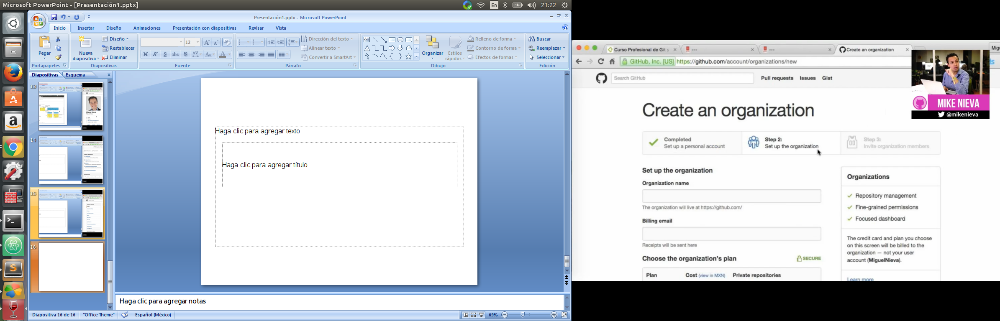 Microsoft PowerPoint - [Presentación1.pptx]
En
21:22
Presentación1.pptx - Microsoft PowerPoint
Inicio
Insertar
Diseño
Animaciones
Presentación con diapositivas
Revisar
Vista
Pegar
Portapapeles
Nueva diapositiva
Diseño
Restablecer
Eliminar
Diapositivas
12
N K S abc S AV Aa A
Fuente
Dirección del texto
Alinear texto
Convertir a SmartArt
Párrafo
Organizar
Estilos rápidos
Relleno de forma
Contorno de forma
Efectos de formas
Dibujo
Buscar
Reemplazar
Seleccionar
Edición
Diapositivas
Esquema
13
14
15
16
Haga clic para agregar texto
Haga clic para agregar título
Haga clic para agregar notas
Diapositiva 16 de 16
"Office Theme"
Español (México)
69%
Curso Profesional de Git y
---
---
Create an organization
Migu
GitHub, Inc. [US]
https://github.com/account/organizations/new
Search GitHub
Pull requests
Issues
Gist
MIKE NIEVA
@mikenieva
Create an organization
Completed
Set up a personal account
Step 2:
Set up the organization
Step 3:
Invite organization members
Set up the organization
Organization name
The organization will live at https://github.com/
Billing email
Receipts will be sent here
Choose the organization's plan
SECURE
Plan
Cost (view in MXN)
Private repositories
Organizations
Repository management
Fine-grained permissions
Focused dashboard
The credit card and plan you choose
on this screen will be billed to the
organization — not your user
account (MiguelNieva).
Learn more